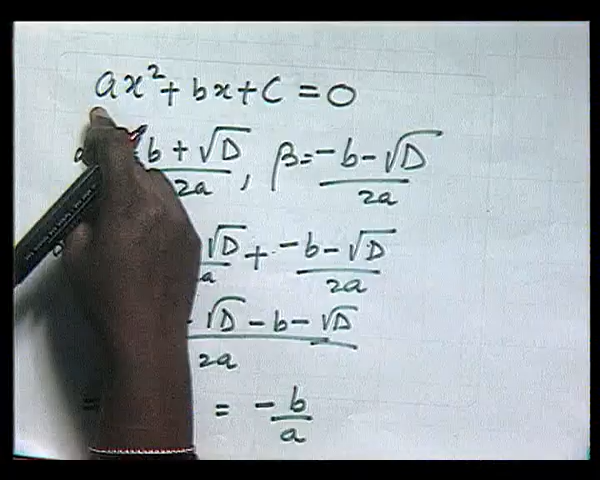 ax² + bx + c = 0
b + √D / 2a , β = -b - √D / 2a
√D / a + -b - √D / 2a
√D - b - √D / 2a
= = - b / a